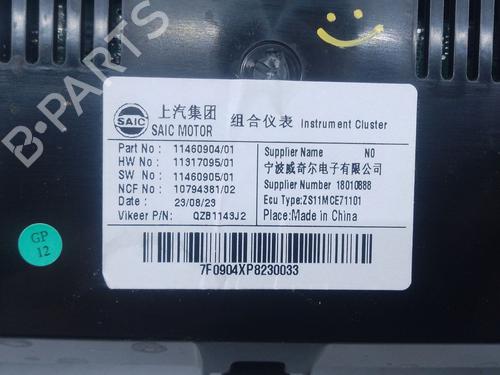 B-PARTS
SAIC
上汽集团
SAIC MOTOR
组合仪表 Instrument Cluster
Part No : 11460904/01
HW No : 11317095/01
SW No : 11460905/01
NCF No : 10794381/02
Date : 23/08/23
Vikeer P/N: QZB1143J2
Supplier Name NO
宁波威奇尔电子有限公司
Supplier Number 18010888
Ecu Type:ZS11MCE71101
Place:Made in China
7F0904XP8230033
GP
12